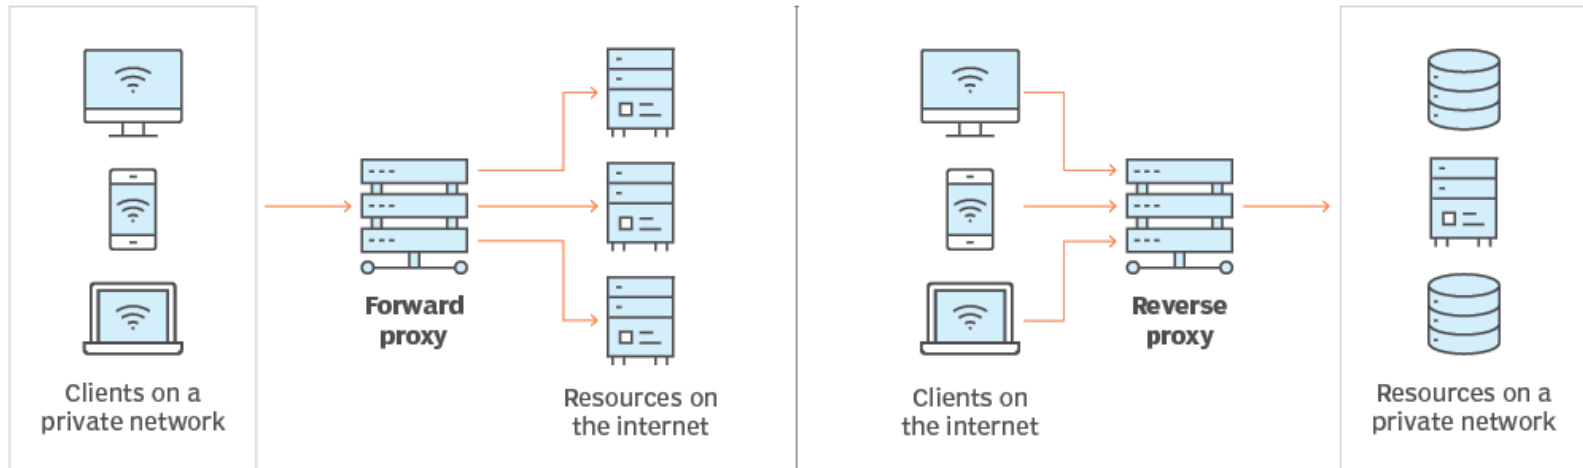 Clients on a
private network
Forward
proxy
Resources on
the internet
Clients on
the internet
Reverse
proxy
Resources on a
private network